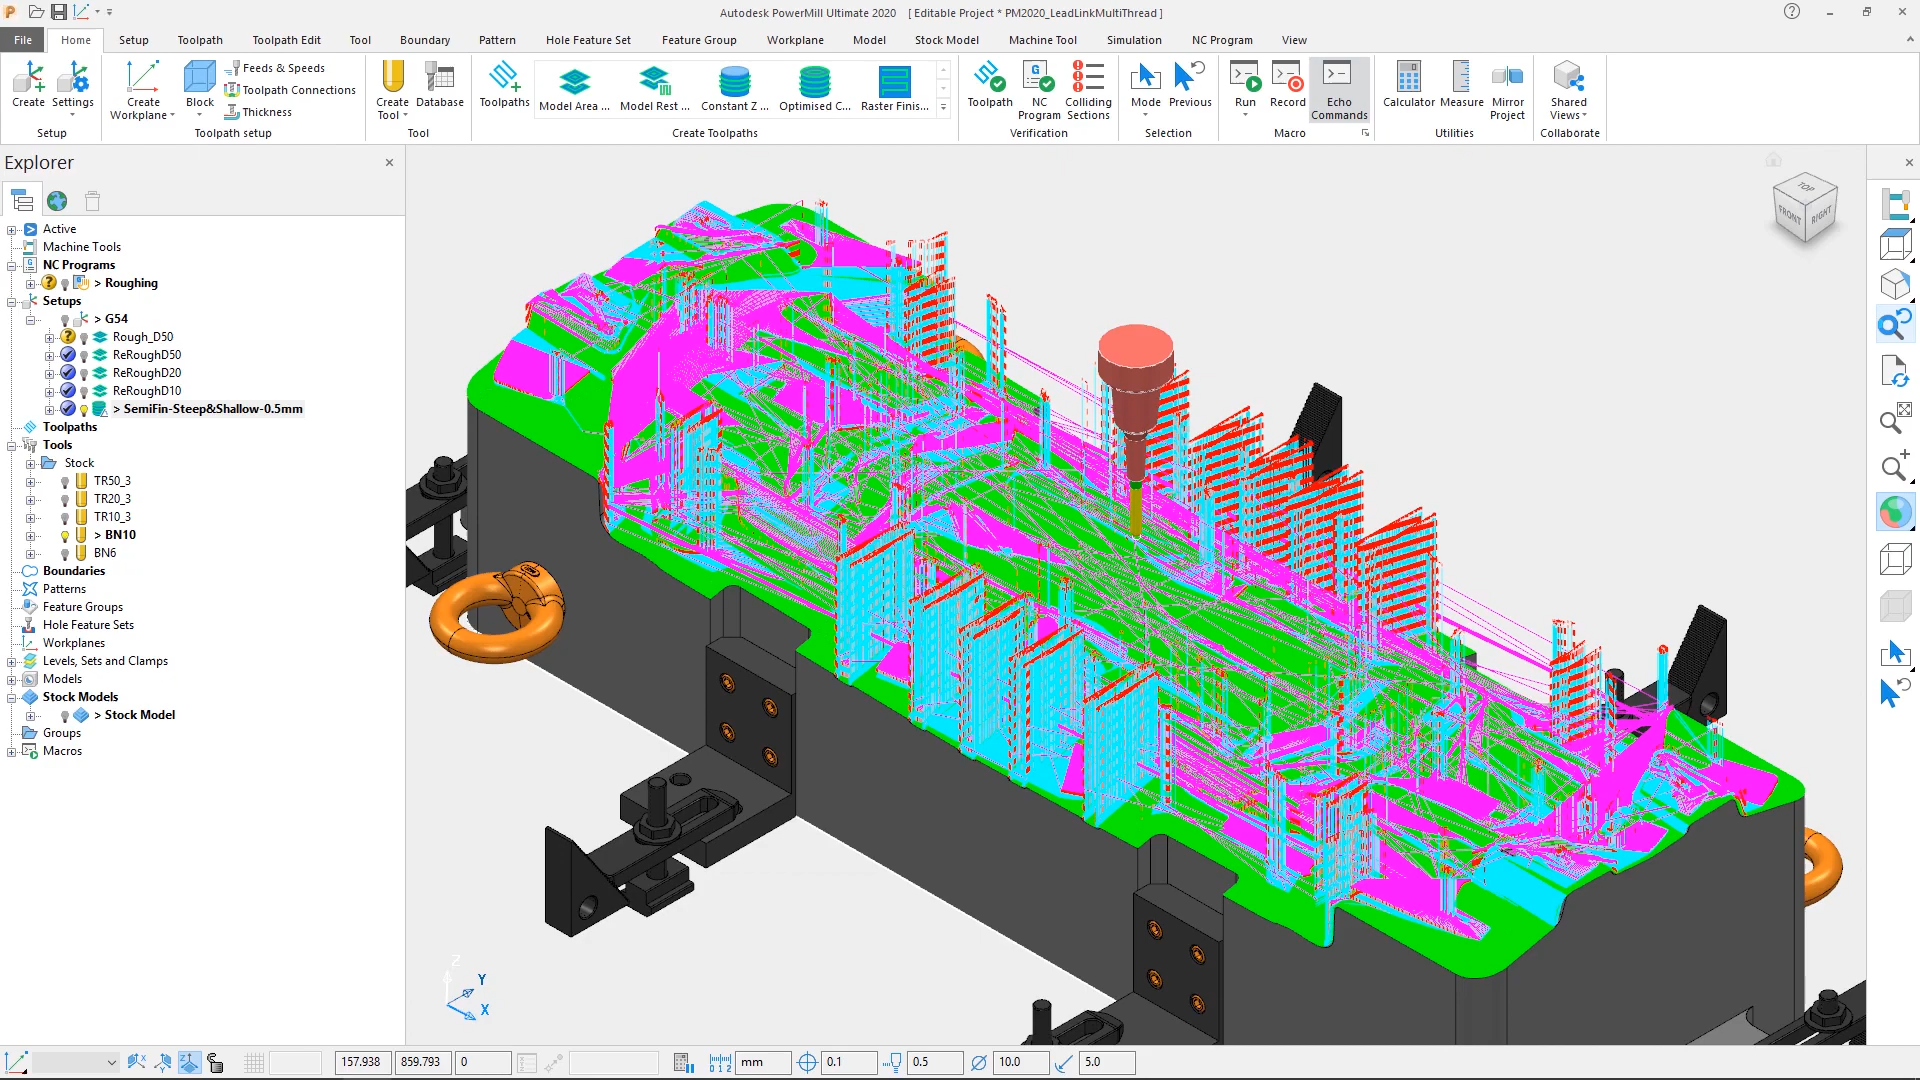 Autodesk PowerMill Ultimate 2020 [ Editable Project * PM2020_LeadLinkMultiThread ]
File Home Setup Toolpath Toolpath Edit Tool Boundary Pattern Hole Feature Set Feature Group Workplane Model Stock Model Machine Tool Simulation NC Program View
Create
Settings
Setup
Create Workplane
Block
Feeds & Speeds
Toolpath Connections
Thickness
Toolpath setup
Create Tool
Database
Tool
Toolpaths
Model Area ...
Model Rest ...
Constant Z ...
Optimised C...
Raster Finis...
Create Toolpaths
Toolpath
NC Program
Colliding Sections
Verification
Mode
Previous
Selection
Run
Record
Echo Commands
Macro
Calculator
Measure
Mirror Project
Utilities
Shared Views
Collaborate
Explorer
Active
Machine Tools
NC Programs
> Roughing
Setups
> G54
Rough_D50
ReRoughD50
ReRoughD20
ReRoughD10
> SemiFin-Steep&Shallow-0.5mm
Toolpaths
Tools
Stock
TR50_3
TR20_3
TR10_3
> BN10
BN6
Boundaries
Patterns
Feature Groups
Hole Feature Sets
Workplanes
Levels, Sets and Clamps
Models
Stock Models
> Stock Model
Groups
Macros
TOP
FRONT
RIGHT
Z
Y
X
157.938 859.793 0 mm 0.1 0.5 10.0 5.0